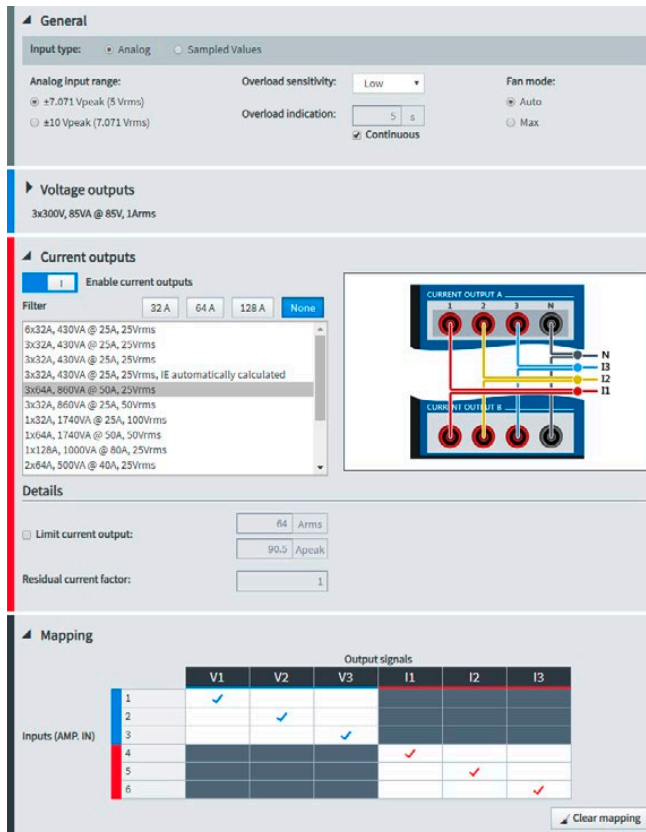 General
Input type: Analog Sampled Values
Analog input range: Overload sensitivity: Low Fan mode:
±7.071 Vpeak (5 Vrms) Auto
Overload indication: 5 s
±10 Vpeak (7.071 Vrms) Max
Continuous
Voltage outputs
3x300V, 85VA @ 85V, 1Arms
Current outputs
I Enable current outputs
Filter 32 A 64 A 128 A None
6x32A, 430VA @ 25A, 25Vrms
3x32A, 430VA @ 25A, 25Vrms
3x32A, 430VA @ 25A, 25Vrms
3x32A, 430VA @ 25A, 25Vrms, IE automatically calculated
3x64A, 860VA @ 50A, 25Vrms
3x32A, 860VA @ 25A, 50Vrms
1x32A, 1740VA @ 25A, 100Vrms
1x64A, 1740VA @ 50A, 50Vrms
1x128A, 1000VA @ 80A, 25Vrms
2x64A, 500VA @ 40A, 25Vrms
CURRENT OUTPUT A
1 2 3 N
N
I3
I2
I1
CURRENT OUTPUT B
Details
Limit current output: 64 Arms
90.5 Apeak
Residual current factor: 1
Mapping
Output signals
V1 V2 V3 I1 I2 I3
1
2
Inputs (AMP. IN) 3
4
5
6
Clear mapping